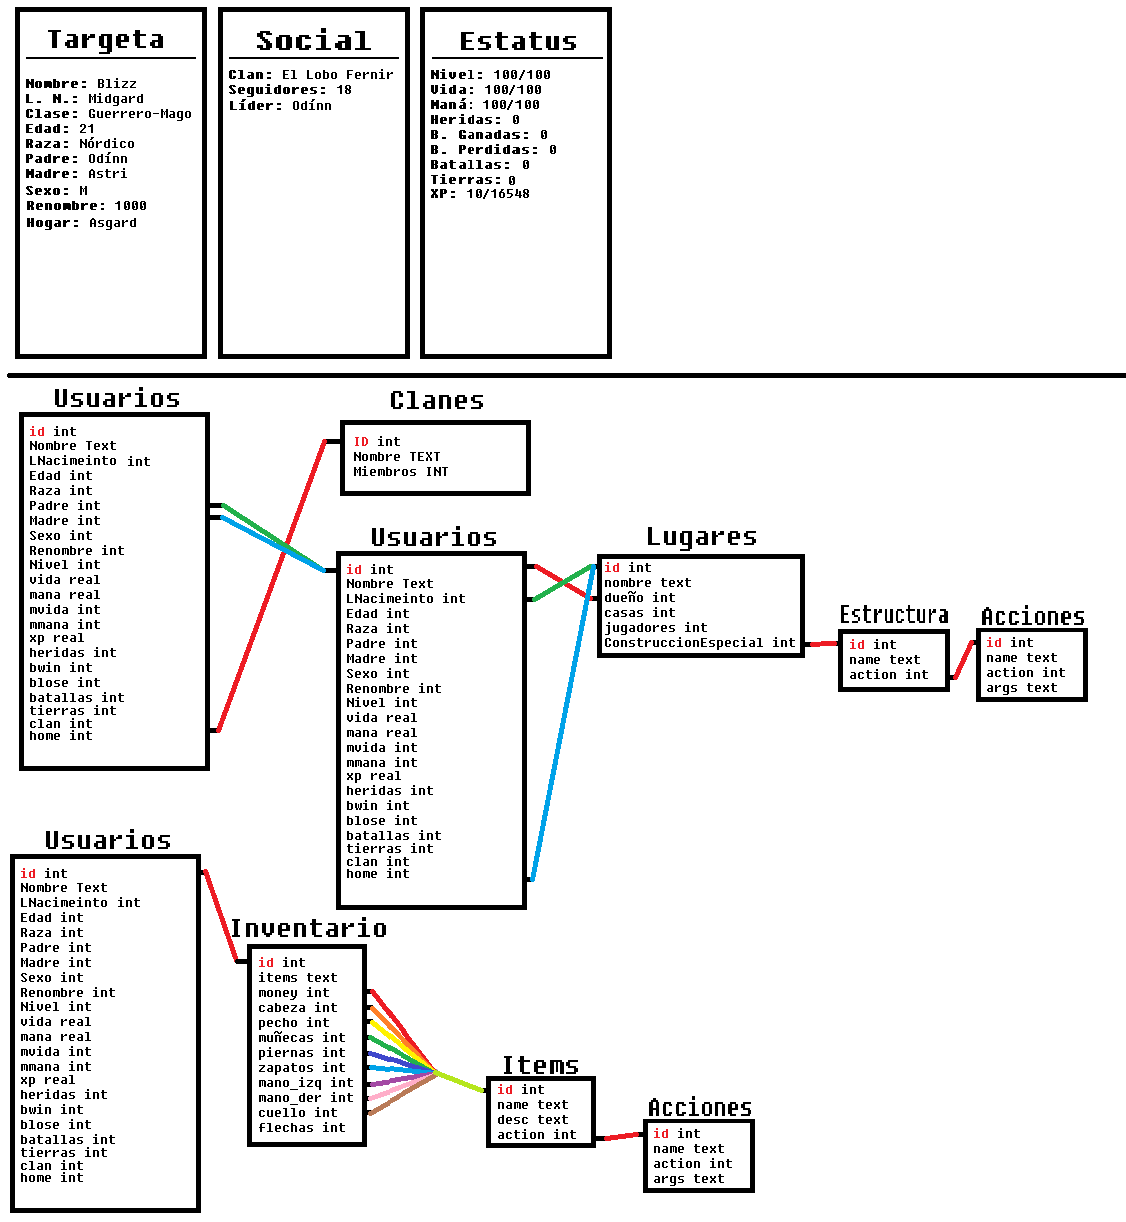 Targeta
Nombre: Blizz
L. N.: Midgard
Clase: Guerrero-Mago
Edad: 21
Raza: Nórdico
Padre: Odínn
Madre: Astri
Sexo: M
Renombre: 1000
Hogar: Asgard
Social
Clan: El Lobo Fernir
Seguidores: 18
Líder: Odínn
Estatus
Nivel: 100/100
Vida: 100/100
Maná: 100/100
Heridas: 0
B. Ganadas: 0
B. Perdidas: 0
Batallas: 0
Tierras: 0
XP: 10/16548
Usuarios
id int
Nombre Text
LNacimeinto int
Edad int
Raza int
Padre int
Madre int
Sexo int
Renombre int
Nivel int
vida real
mana real
mvida int
mmana int
xp real
heridas int
bwin int
blose int
batallas int
tierras int
clan int
home int
Clanes
ID int
Nombre TEXT
Miembros INT
Usuarios
id int
Nombre Text
LNacimeinto int
Edad int
Raza int
Padre int
Madre int
Sexo int
Renombre int
Nivel int
vida real
mana real
mvida int
mmana int
xp real
heridas int
bwin int
blose int
batallas int
tierras int
clan int
home int
Lugares
id int
nombre text
dueño int
casas int
jugadores int
ConstruccionEspecial int
Estructura
id int
name text
action int
Acciones
id int
name text
action int
args text
Usuarios
id int
Nombre Text
LNacimeinto int
Edad int
Raza int
Padre int
Madre int
Sexo int
Renombre int
Nivel int
vida real
mana real
mvida int
mmana int
xp real
heridas int
bwin int
blose int
batallas int
tierras int
clan int
home int
Inventario
id int
items text
money int
cabeza int
pecho int
muñecas int
piernas int
zapatos int
mano_izq int
mano_der int
cuello int
flechas int
Items
id int
name text
desc text
action int
Acciones
id int
name text
action int
args text